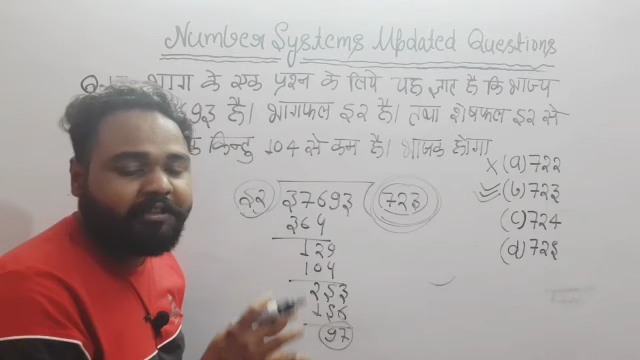 Number Systems Updated Questions
भाग के एक प्रश्न के लिये यह ज्ञात है कि भाज्य
693 है। भागफल 52 है। तथा शेषफल 52 से
किन्तु 104 से कम है। भाजक होगा
× (a) 722
(b) 723
(c) 724
(d) 725
52 37693 723
364
129
104
253
156
97